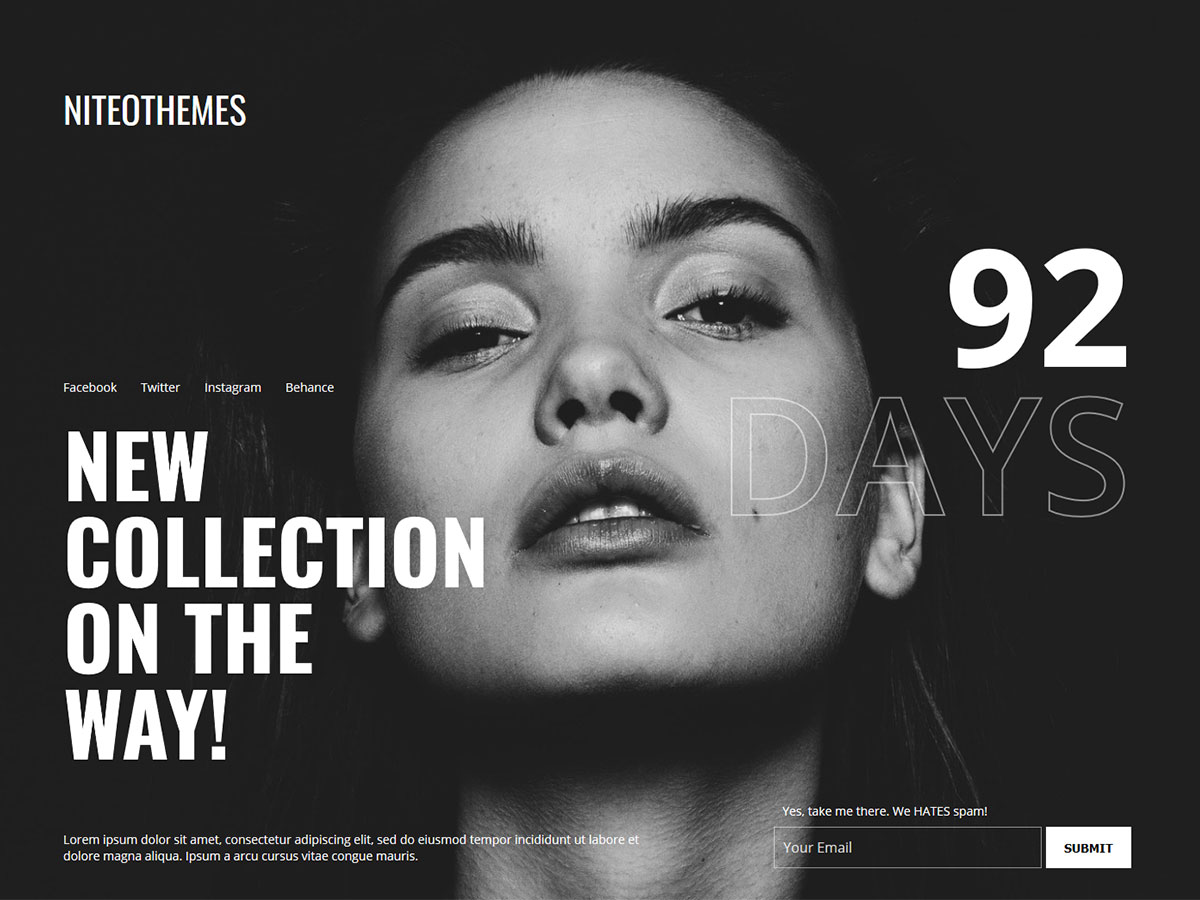 NITEOTHEMES
92
DAYS
Facebook Twitter Instagram Behance
NEW
COLLECTION
ON THE
WAY!
Lorem ipsum dolor sit amet, consectetur adipiscing elit, sed do eiusmod tempor incididunt ut labore et
dolore magna aliqua. Ipsum a arcu cursus vitae congue mauris.
Yes, take me there. We HATES spam!
Your Email
SUBMIT